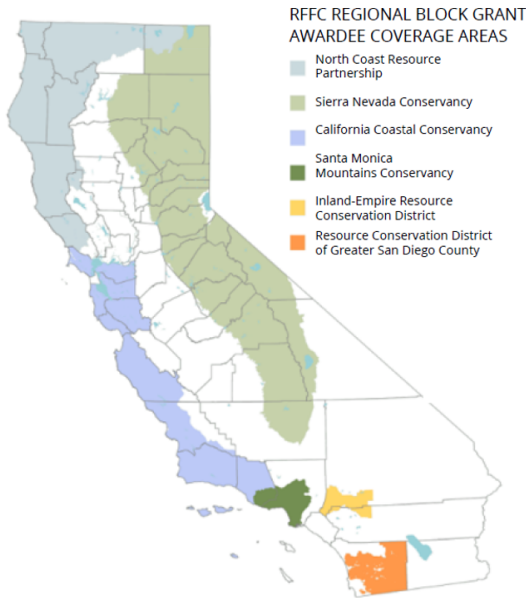 RFFC REGIONAL BLOCK GRANT
AWARDEE COVERAGE AREAS
North Coast Resource
Partnership
Sierra Nevada Conservancy
California Coastal Conservancy
Santa Monica
Mountains Conservancy
Inland-Empire Resource
Conservation District
Resource Conservation District
of Greater San Diego County